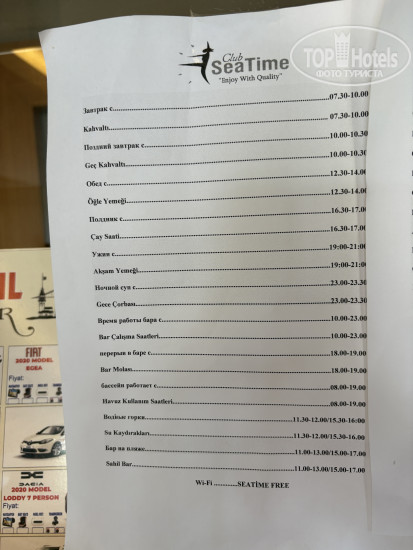 Club
SeaTime
"Enjoy With Quality"
TOP Hotels
ФОТО ТУРИСТА
Завтрак с.....................................................07.30-10.00
Kahvaltı.......................................................07.30-10.00
Поздний завтрак с......................................10.00-10.30
Geç Kahvaltı................................................10.00-10.30
Обед с..........................................................12.30-14.00
Öğle Yemeği................................................12.30-14.00
Полдник с....................................................16.30-17.00
Çay Saati......................................................16.30-17.00
Ужин с..........................................................19:00-21:00
Akşam Yemeği.............................................19:00-21:00
Ночной суп с...............................................23.00-23.30
Gece Çorbası................................................23.00-23.30
Время работы бара с...................................10.00-23.00
Bar Çalışma Saatleri....................................10.00-23.00
перерыв в баре с..........................................18.00-19.00
Bar Molası....................................................18.00-19.00
бассейн работает с......................................08.00-19.00
Havuz Kullanım Saatleri..............................08.00-19.00
Водные горки..................................11.30-12.00/15.30-16:00
Su Kaydırakları................................11.30-12.00/15.30-16.00
Бар на пляже...................................11.00-13.00/15.00-17.00
Sahil Bar..........................................11.00-13.00/15.00-17.00
Wi-Fi ............SEATİME FREE
FIAT
2020 MODEL
EGEA
Fiyat:
DACIA
2020 MODEL
LODDY 7 PERSON
Fiyat: